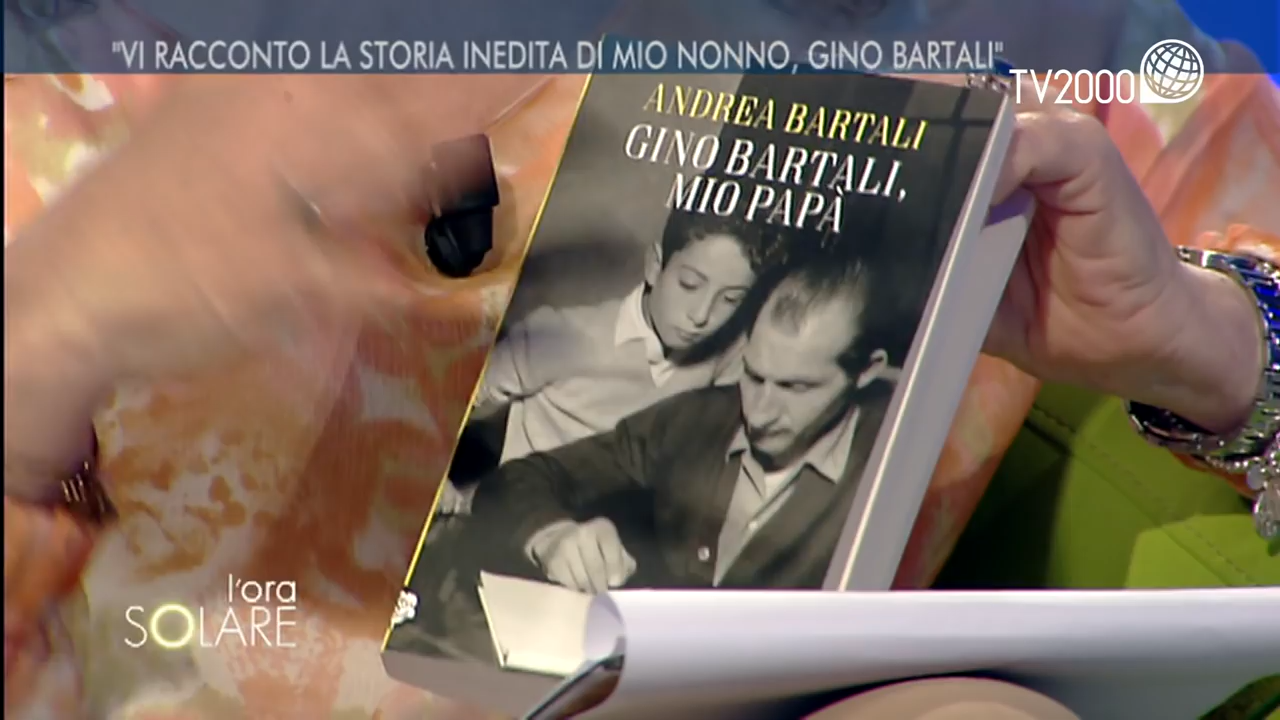 "VI RACCONTO LA STORIA INEDITA DI MIO NONNO, GINO BARTALI"
TV2000
ANDREA BARTALI
GINO BARTALI,
MIO PAPÀ
l'ora
SOLARE